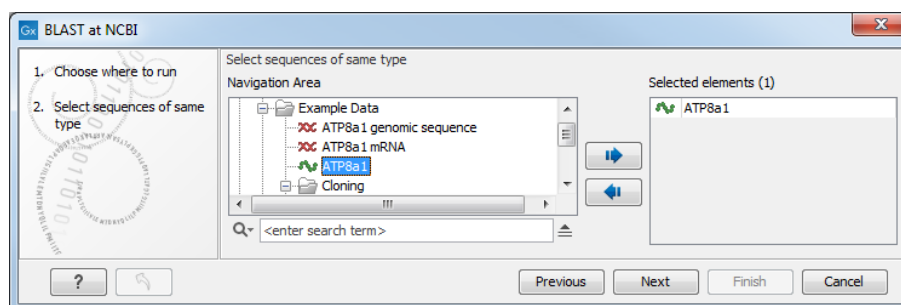 Gx BLAST at NCBI
1. Choose where to run
2. Select sequences of same
type
Select sequences of same type
Navigation Area
Example Data
ATP8a1 genomic sequence
ATP8a1 mRNA
ATP8a1
Cloning
<enter search term>
Selected elements (1)
ATP8a1
?
Previous
Next
Finish
Cancel